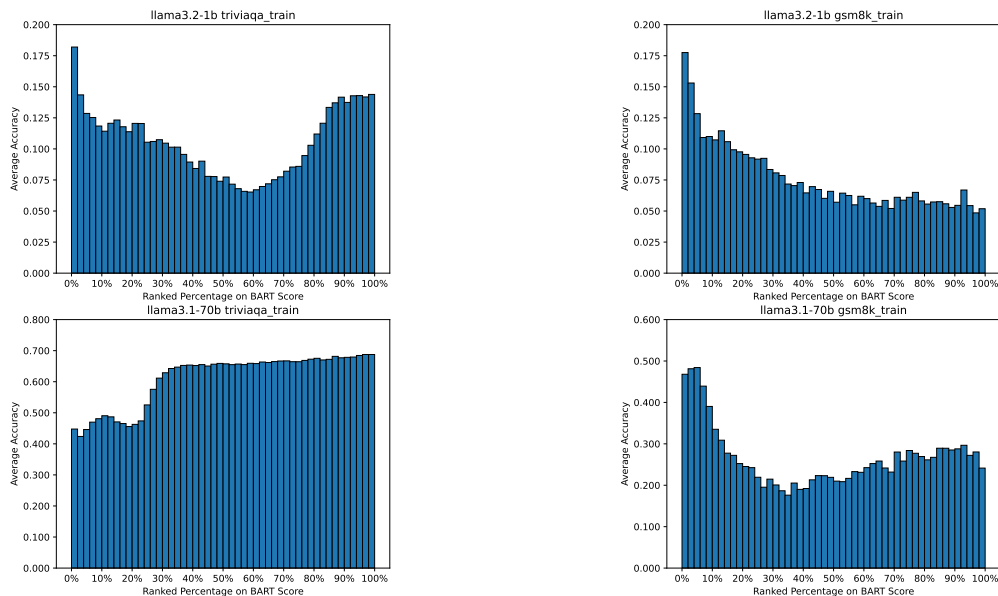 llama3.2-1b triviaqa_train
Average Accuracy
0.200
0.175
0.150
0.125
0.100
0.075
0.050
0.025
0.000
0% 10% 20% 30% 40% 50% 60% 70% 80% 90% 100%
Ranked Percentage on BART Score
llama3.2-1b gsm8k_train
Average Accuracy
0.200
0.175
0.150
0.125
0.100
0.075
0.050
0.025
0.000
0% 10% 20% 30% 40% 50% 60% 70% 80% 90% 100%
Ranked Percentage on BART Score
llama3.1-70b triviaqa_train
Average Accuracy
0.800
0.700
0.600
0.500
0.400
0.300
0.200
0.100
0.000
0% 10% 20% 30% 40% 50% 60% 70% 80% 90% 100%
Ranked Percentage on BART Score
llama3.1-70b gsm8k_train
Average Accuracy
0.600
0.500
0.400
0.300
0.200
0.100
0.000
0% 10% 20% 30% 40% 50% 60% 70% 80% 90% 100%
Ranked Percentage on BART Score